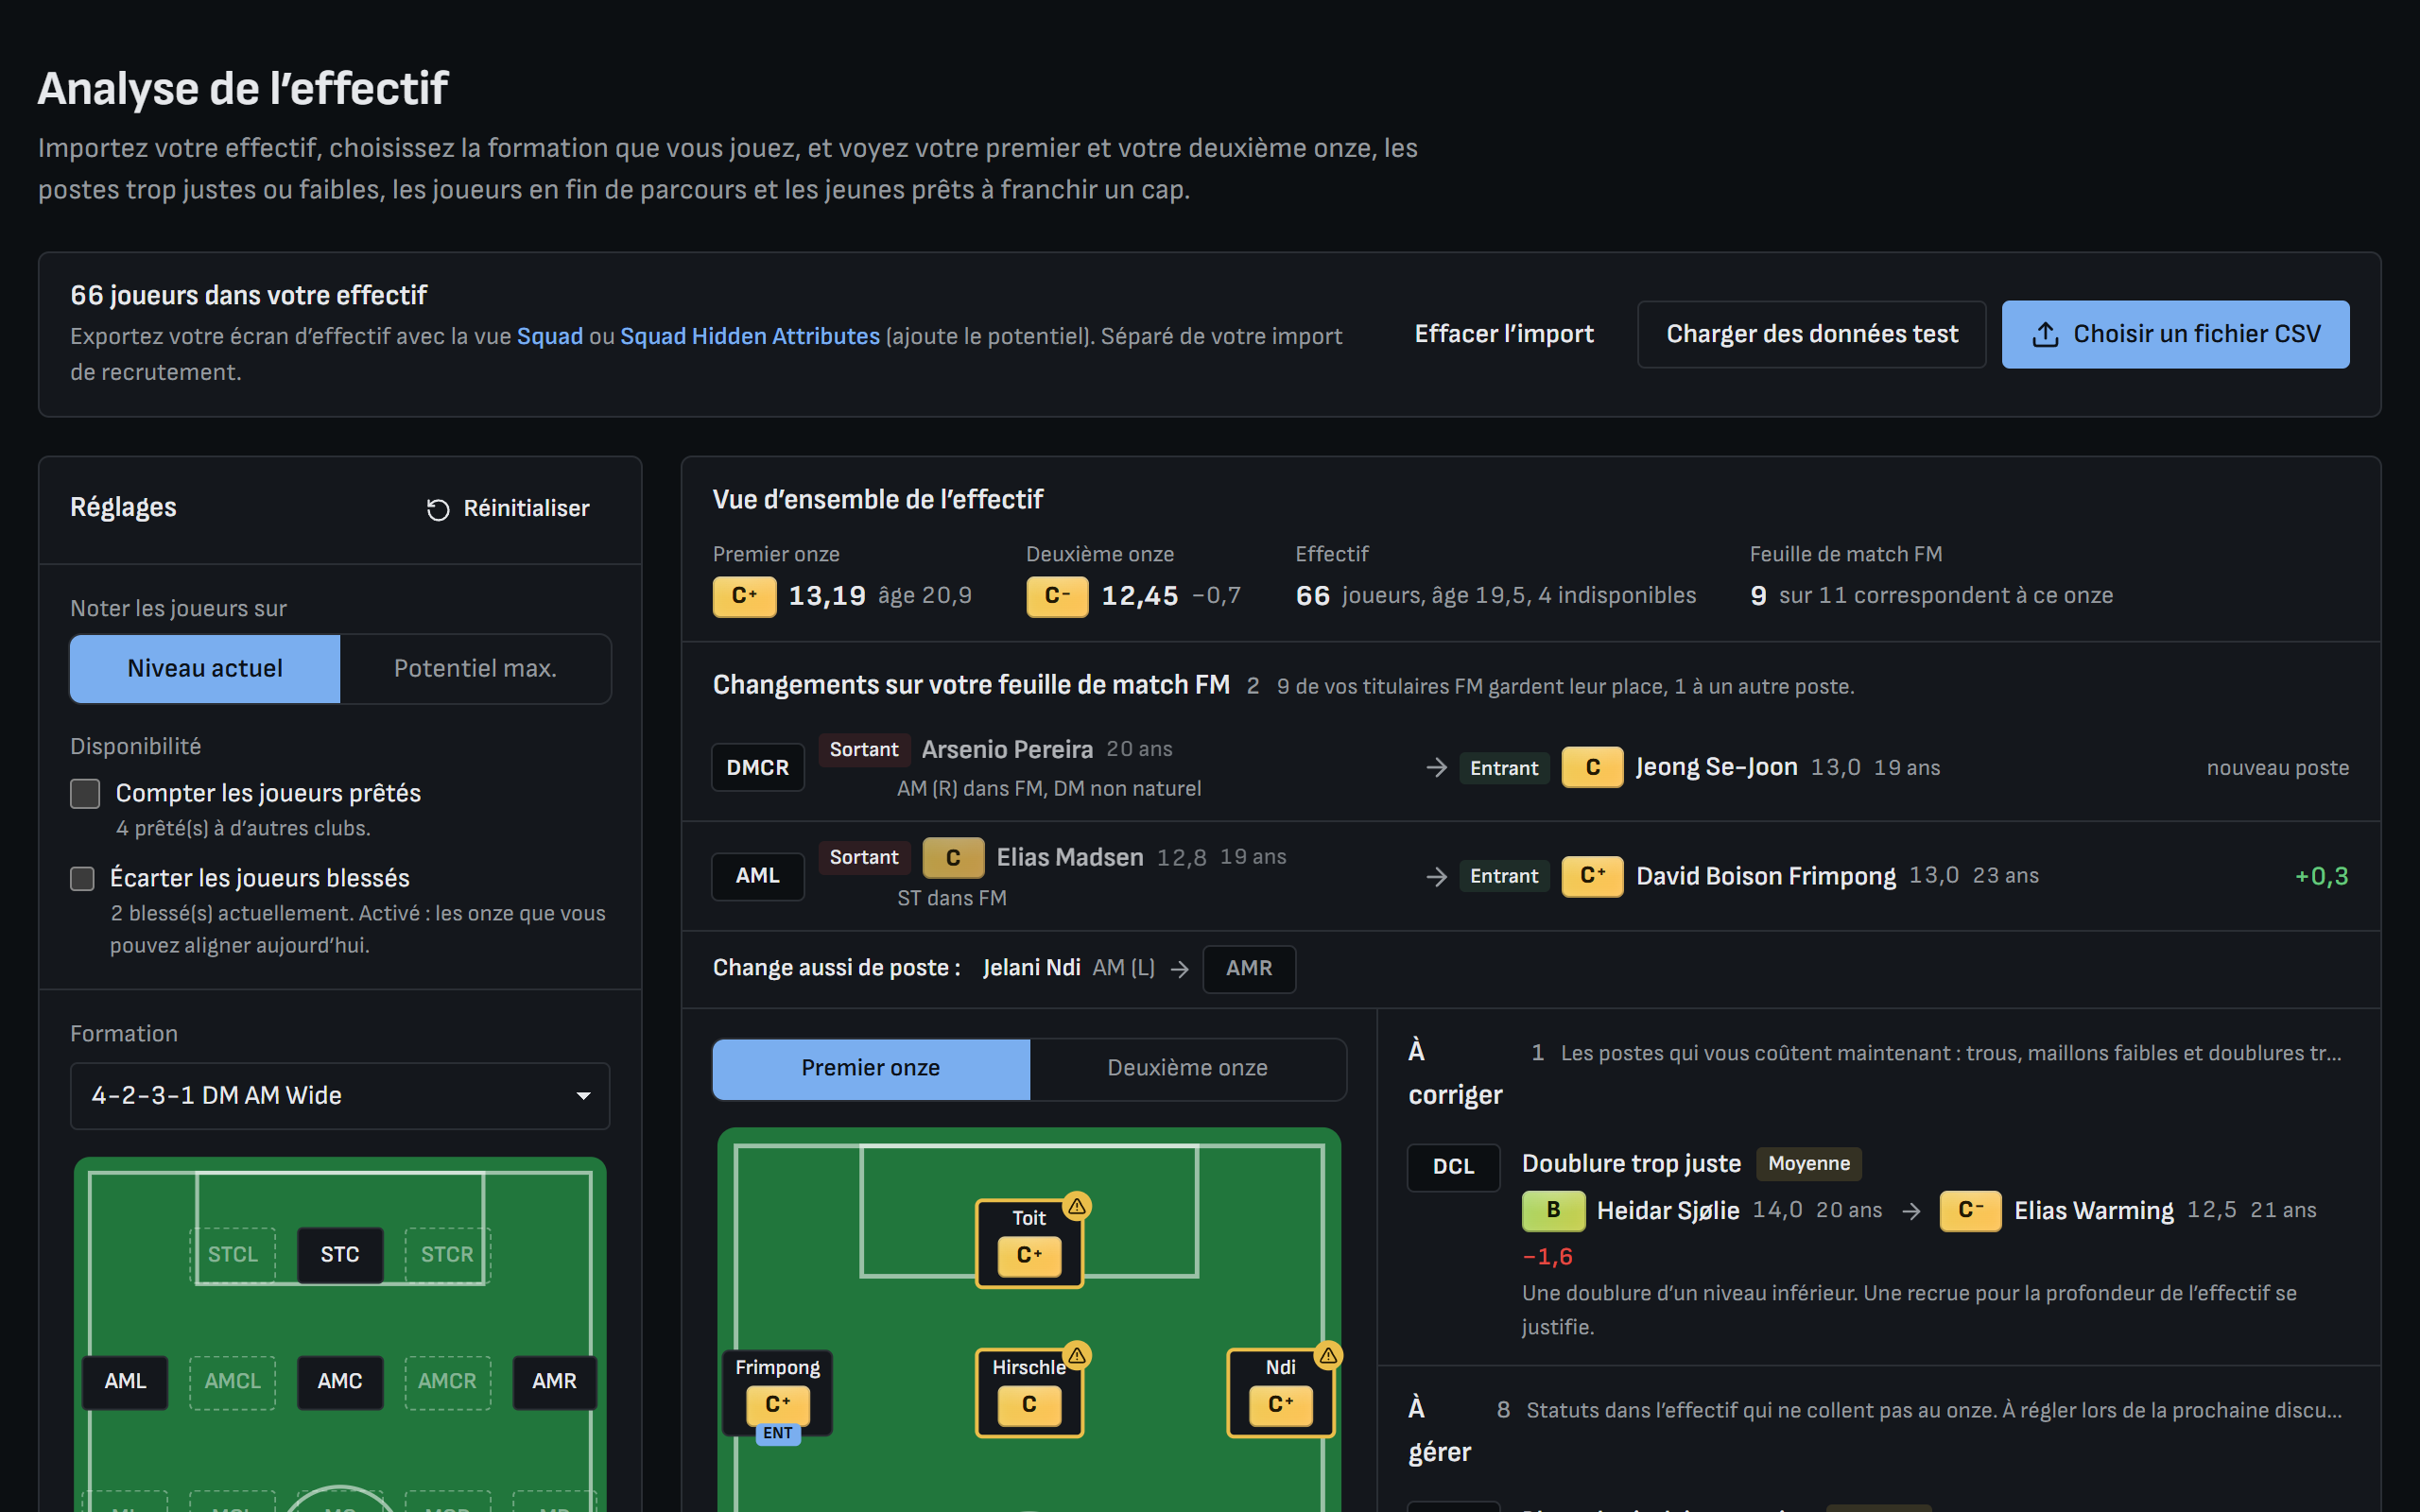 Analyse de l’effectif
Importez votre effectif, choisissez la formation que vous jouez, et voyez votre premier et votre deuxième onze, les
postes trop justes ou faibles, les joueurs en fin de parcours et les jeunes prêts à franchir un cap.
66 joueurs dans votre effectif
Exportez votre écran d’effectif avec la vue Squad ou Squad Hidden Attributes (ajoute le potentiel). Séparé de votre import
de recrutement.
Effacer l’import
Charger des données test
Choisir un fichier CSV
Réglages
Réinitialiser
Noter les joueurs sur
Niveau actuel
Potentiel max.
Disponibilité
Compter les joueurs prêtés
4 prêté(s) à d’autres clubs.
Écarter les joueurs blessés
2 blessé(s) actuellement. Activé : les onze que vous
pouvez aligner aujourd’hui.
Formation
4-2-3-1 DM AM Wide
STCL STC STCR
AML AMCL AMC AMCR AMR
Vue d’ensemble de l’effectif
Premier onze
C+ 13,19 âge 20,9
Deuxième onze
C- 12,45 −0,7
Effectif
66 joueurs, âge 19,5, 4 indisponibles
Feuille de match FM
9 sur 11 correspondent à ce onze
Changements sur votre feuille de match FM 2 9 de vos titulaires FM gardent leur place, 1 à un autre poste.
DMCR Sortant Arsenio Pereira 20 ans
AM (R) dans FM, DM non naturel
→ Entrant C Jeong Se-Joon 13,0 19 ans nouveau poste
AML Sortant C Elias Madsen 12,8 19 ans
ST dans FM
→ Entrant C+ David Boison Frimpong 13,0 23 ans +0,3
Change aussi de poste : Jelani Ndi AM (L) → AMR
Premier onze
Deuxième onze
Toit
C+
Frimpong
C+
ENT
Hirschle
C
Ndi
C+
À
corriger
1 Les postes qui vous coûtent maintenant : trous, maillons faibles et doublures tr...
DCL Doublure trop juste Moyenne
B Heidar Sjølie 14,0 20 ans → C- Elias Warming 12,5 21 ans
−1,6
Une doublure d’un niveau inférieur. Une recrue pour la profondeur de l’effectif se
justifie.
À
gérer
8 Statuts dans l’effectif qui ne collent pas au onze. À régler lors de la prochaine discu...